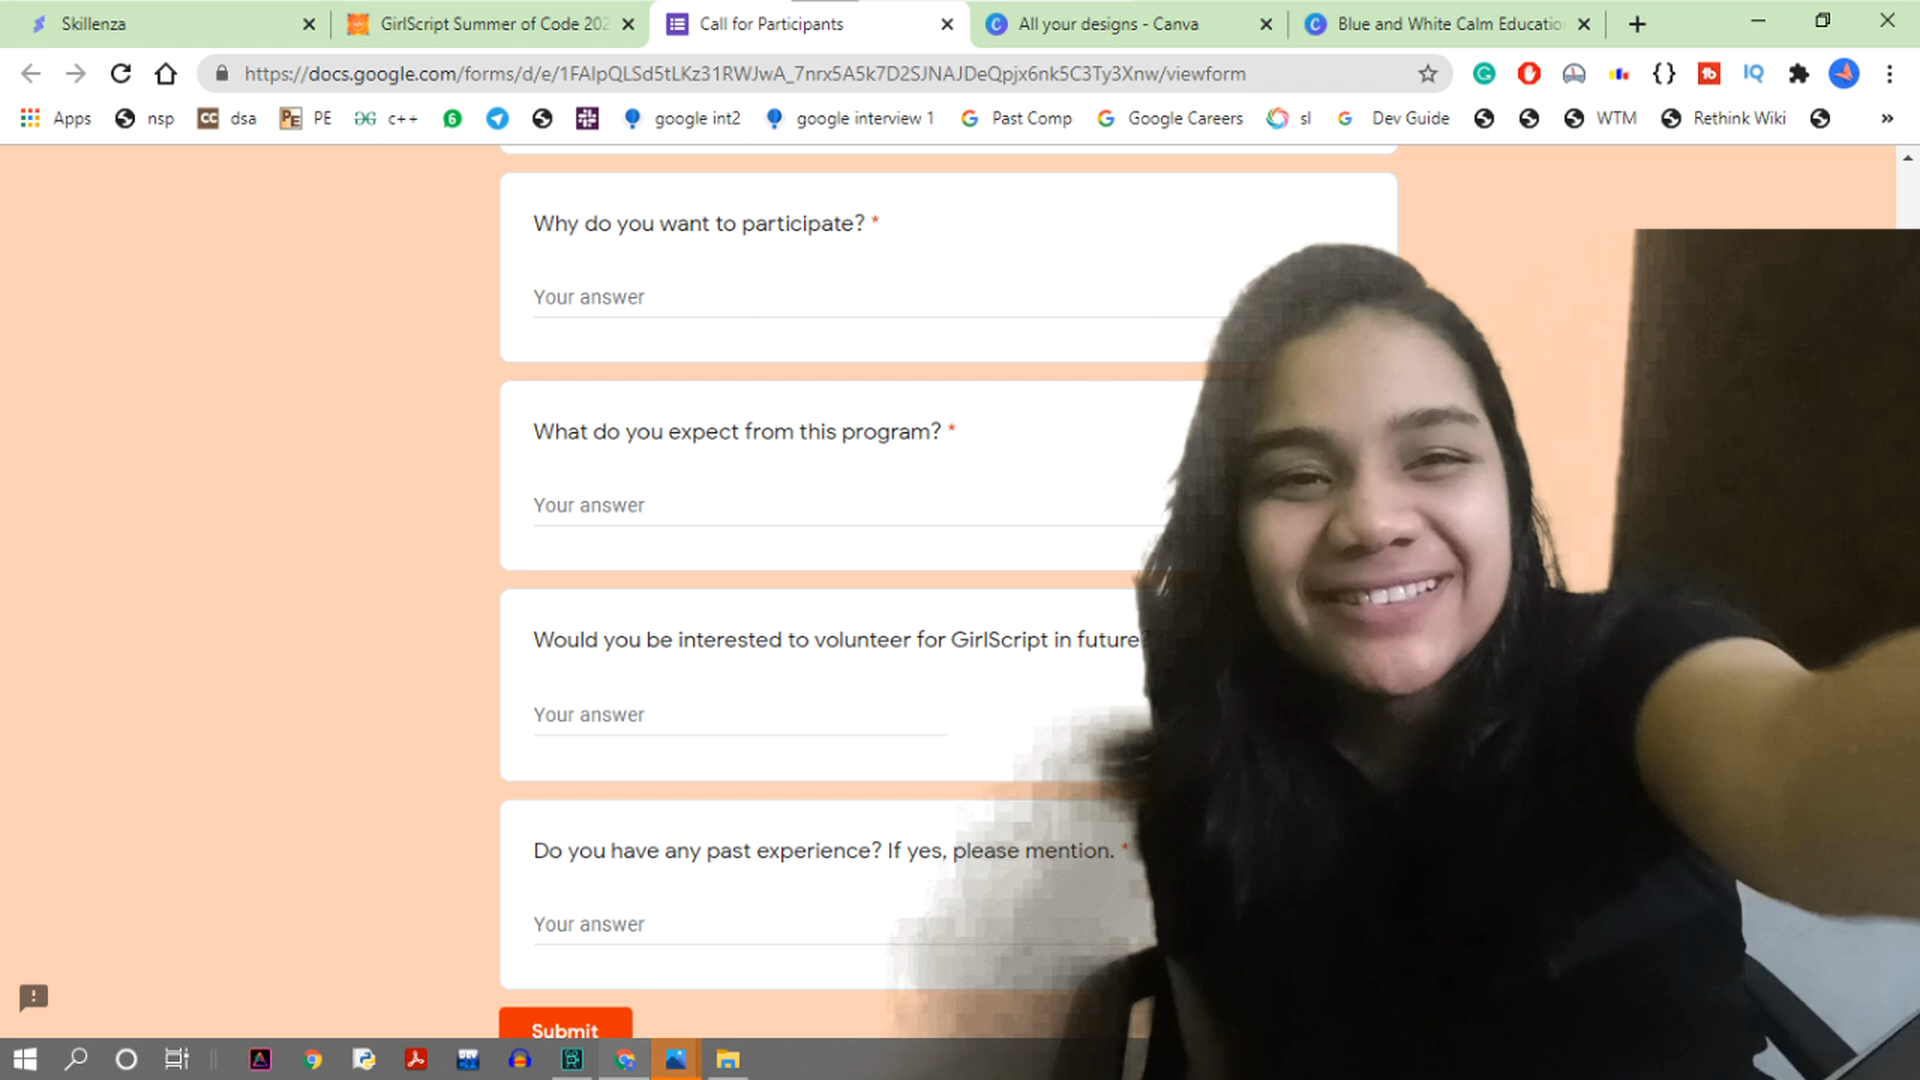 Skillenza
GirlScript Summer of Code 202
Call for Participants
All your designs - Canva
Blue and White Calm Educatio
https://docs.google.com/forms/d/e/1FAIpQLSd5tLKz31RWJwA_7nrx5A5k7D2SJNAJDeQpjx6nk5C3Ty3Xnw/viewform
Apps nsp dsa PE c++ google int2 google interview 1 Past Comp Google Careers sl Dev Guide WTM Rethink Wiki »
Why do you want to participate? *
Your answer
What do you expect from this program? *
Your answer
Would you be interested to volunteer for GirlScript in future?
Your answer
Do you have any past experience? If yes, please mention. *
Your answer
Submit